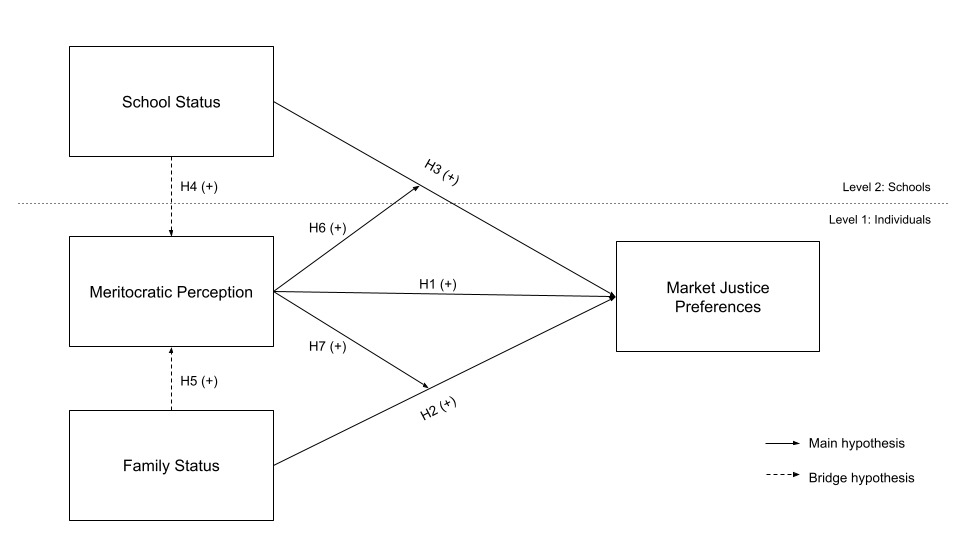 School Status
H3 (+)
H4 (+)
Level 2: Schools
Level 1: Individuals
H6 (+)
Meritocratic Perception
H1 (+)
Market Justice
Preferences
H7 (+)
H5 (+)
H2 (+)
Family Status
Main hypothesis
Bridge hypothesis